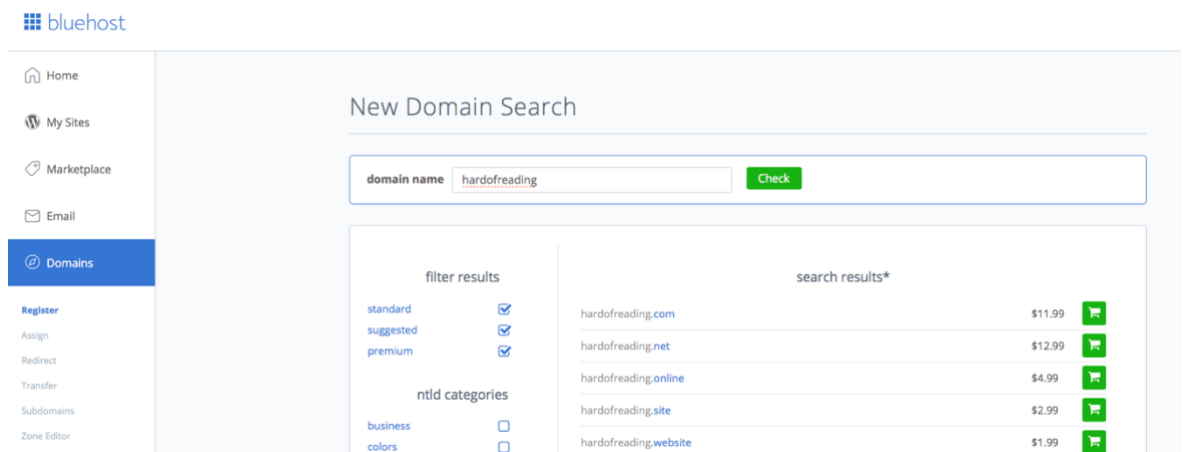 bluehost
Home
My Sites
Marketplace
Email
Domains
Register
Assign
Redirect
Transfer
Subdomains
Zone Editor
New Domain Search
domain name hardofreading Check
filter results
standard
suggested
premium
ntld categories
business
colors
search results*
hardofreading.com $11.99
hardofreading.net $12.99
hardofreading.online $4.99
hardofreading.site $2.99
hardofreading.website $1.99